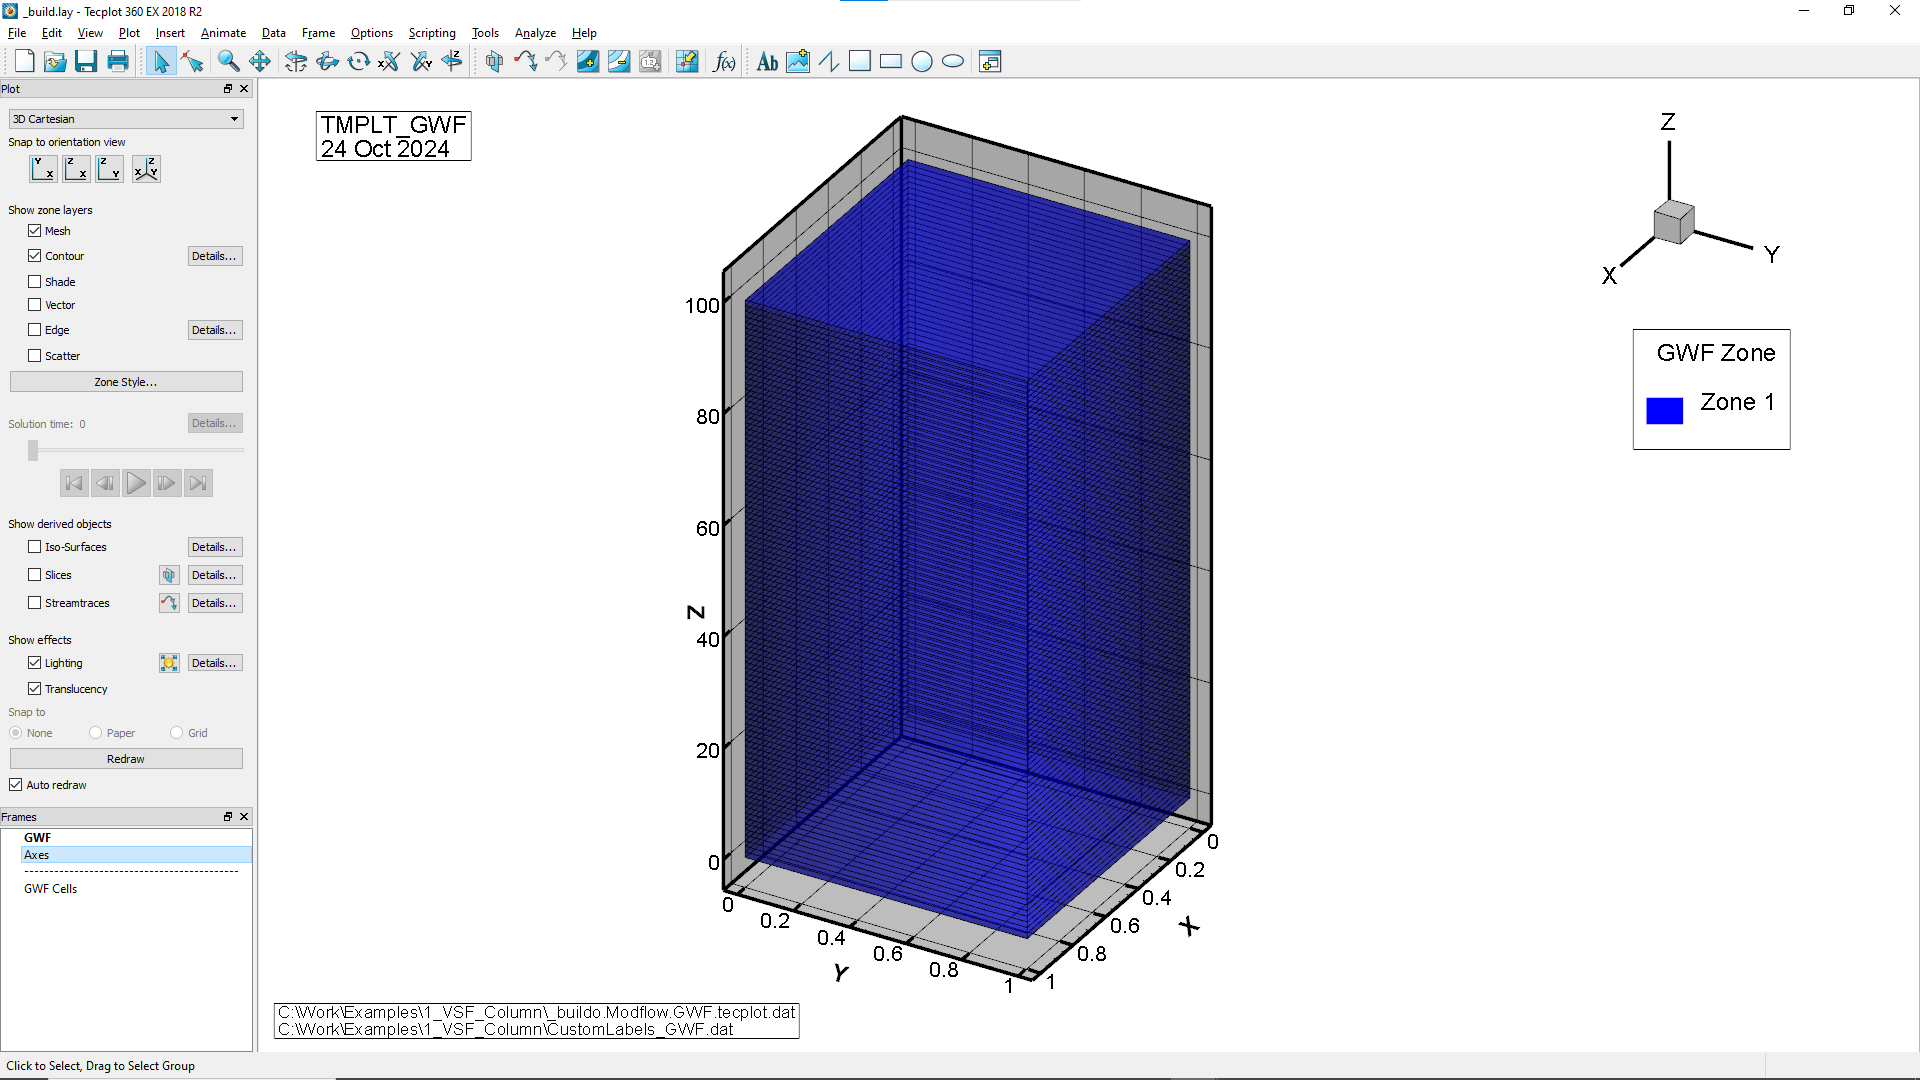 _build.lay - Tecplot 360 EX 2018 R2
File Edit View Plot Insert Animate Data Frame Options Scripting Tools Analyze Help
1.2
f(x)
Ab
Plot
3D Cartesian
Snap to orientation view
Y X Z X Z Y X Z Y
Show zone layers
Mesh
Contour Details...
Shade
Vector
Edge Details...
Scatter
Zone Style...
Solution time: 0 Details...
Show derived objects
Iso-Surfaces Details...
Slices Details...
Streamtraces Details...
Show effects
Lighting Details...
Translucency
Snap to
None Paper Grid
Redraw
Auto redraw
Frames
GWF
Axes
GWF Cells
Click to Select, Drag to Select Group
TMPLT_GWF
24 Oct 2024
100
80
60
Z
40
20
0
0
0.2
0.4
0.6
0.8
1
Y
0
0.2
0.4
0.6
0.8
1
X
Z
Y
X
GWF Zone
Zone 1
C:\Work\Examples\1_VSF_Column\_buildo.Modflow.GWF.tecplot.dat
C:\Work\Examples\1_VSF_Column\CustomLabels_GWF.dat